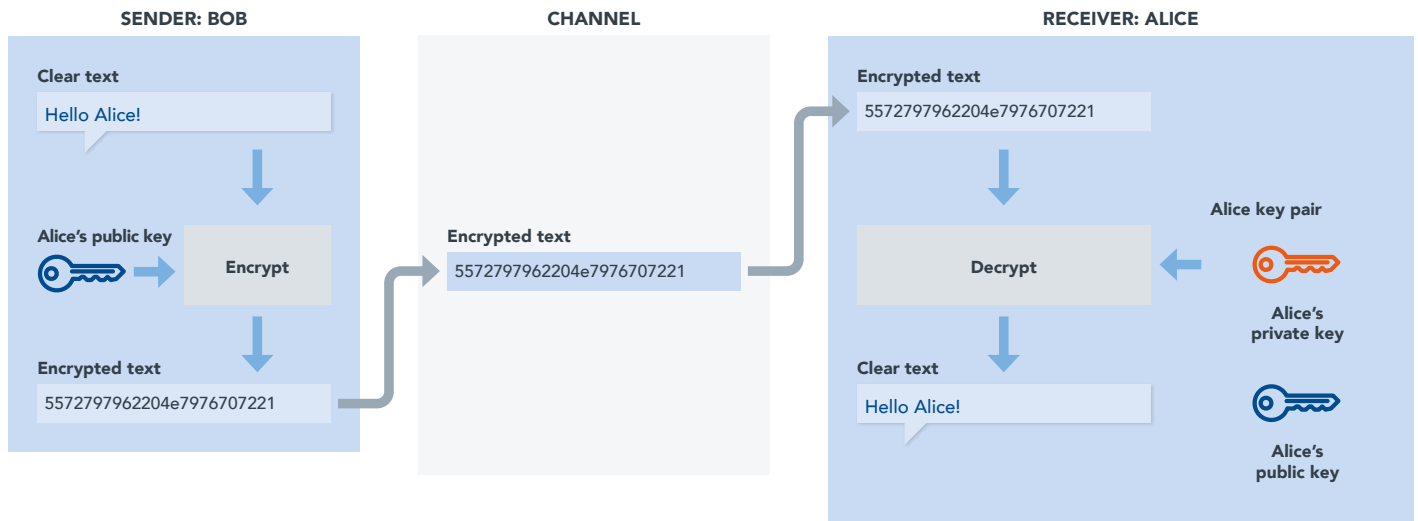 SENDER: BOB
Clear text
Hello Alice!
Alice’s public key
Encrypt
Encrypted text
5572797962204e7976707221
CHANNEL
Encrypted text
5572797962204e7976707221
RECEIVER: ALICE
Encrypted text
5572797962204e7976707221
Alice key pair
Decrypt
Alice’s
private key
Clear text
Hello Alice!
Alice’s
public key